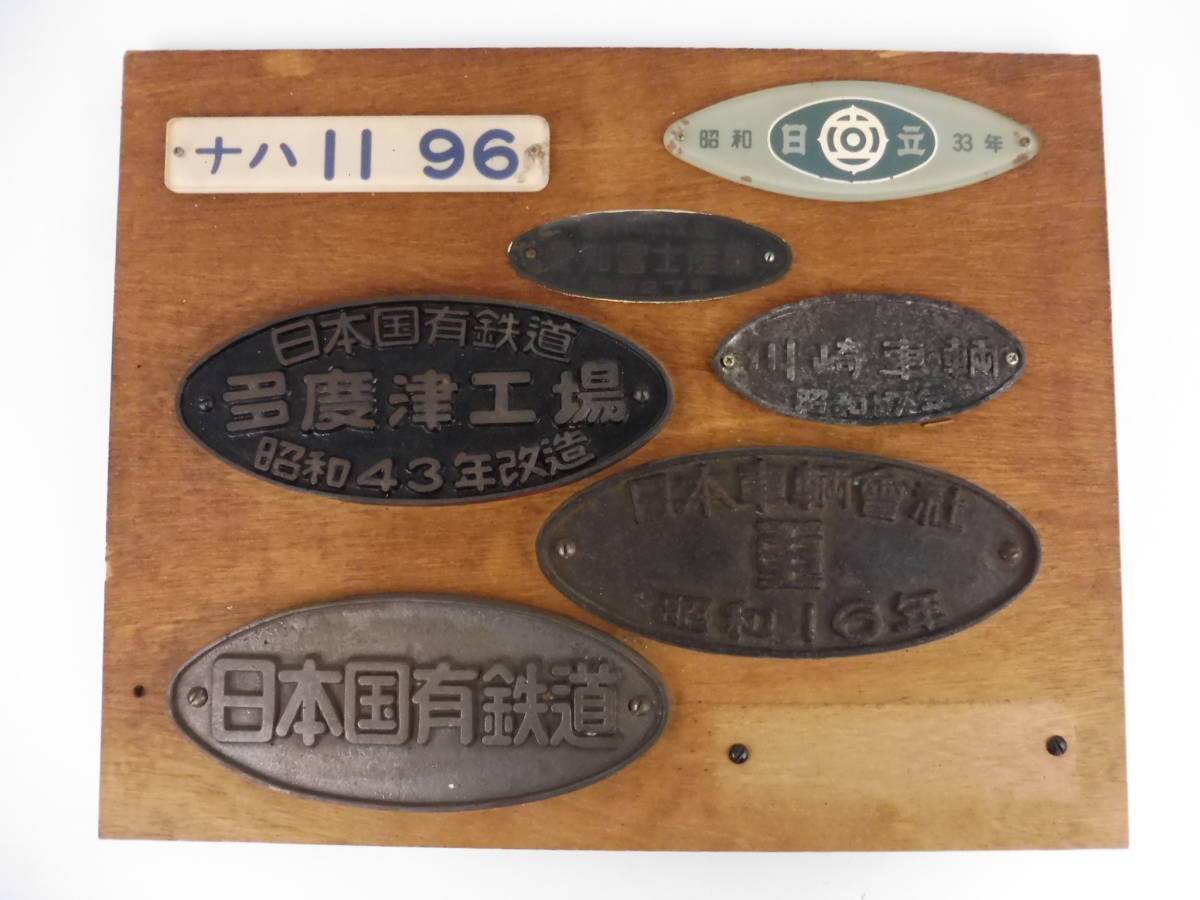 ナハ 11 96
昭和 日立 33年
日本国有鉄道
多度津工場
昭和43年改造
川崎車輌
日本車輌會社
昭和16年
日本国有鉄道